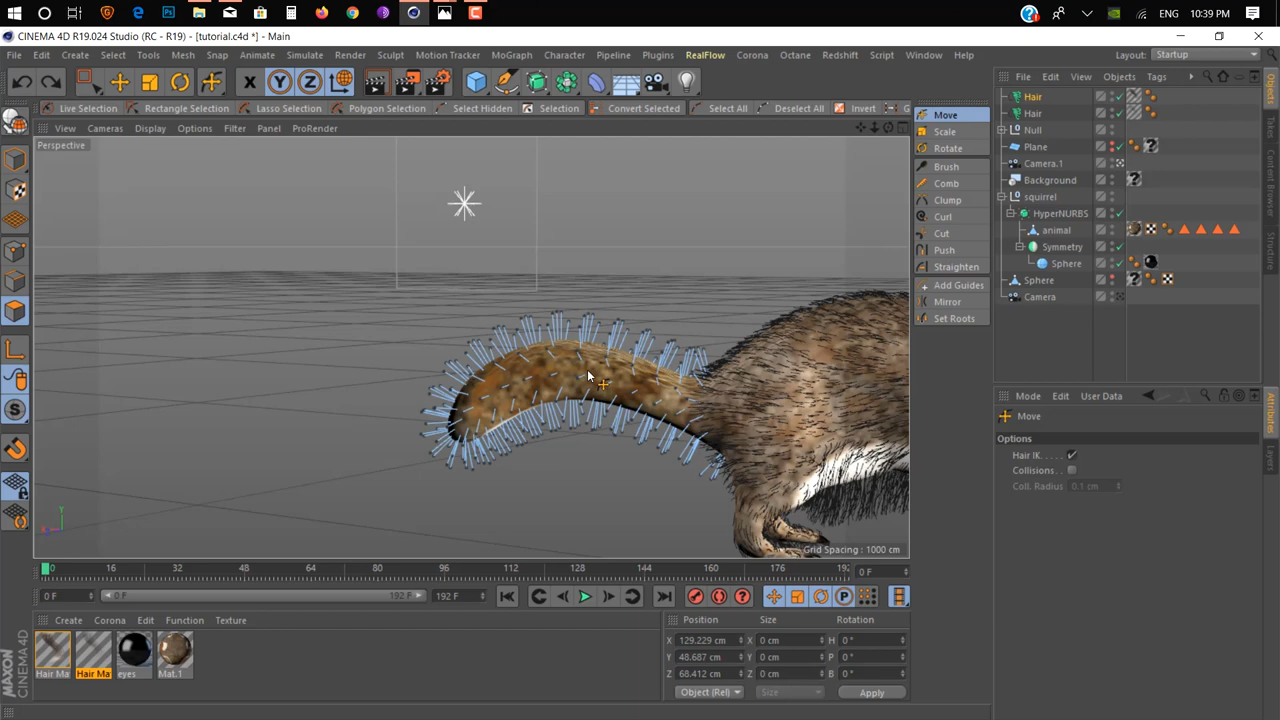 ENG 10:39 PM
CINEMA 4D R19.024 Studio (RC - R19) - [tutorial.c4d *] - Main
File Edit Create Select Tools Mesh Snap Animate Simulate Render Sculpt Motion Tracker MoGraph Character Pipeline Plugins RealFlow Corona Octane Redshift Script Window Help Layout: Startup
File Edit View Objects Tags
Live Selection Rectangle Selection Lasso Selection Polygon Selection Select Hidden Selection Convert Selected Select All Deselect All Invert G
View Cameras Display Options Filter Panel ProRender
Perspective
Grid Spacing : 1000 cm
Y
X
Y
Z
Move
Scale
Rotate
Brush
Comb
Clump
Curl
Cut
Push
Straighten
Add Guides
Mirror
Set Roots
Hair
Hair
Null
Plane
Camera.1
Background
squirrel
HyperNURBS
animal
Symmetry
Sphere
Sphere
Camera
Objects
Content Browser
Structure
Attributes
Layers
Mode Edit User Data
Move
Options
Hair IK
Collisions
Coll. Radius 0.1 cm
0 16 32 48 64 80 96 112 128 144 160 176 192 0 F
0 F 0 F 192 F 192 F
Create Corona Edit Function Texture
Hair Ma Hair Mat eyes Mat.1
Position Size Rotation
X 129.229 cm X 0 cm H 0 °
Y 48.687 cm Y 0 cm P 0 °
Z 68.412 cm Z 0 cm B 0 °
Object (Rel) Size Apply
MAXON
CINEMA 4D